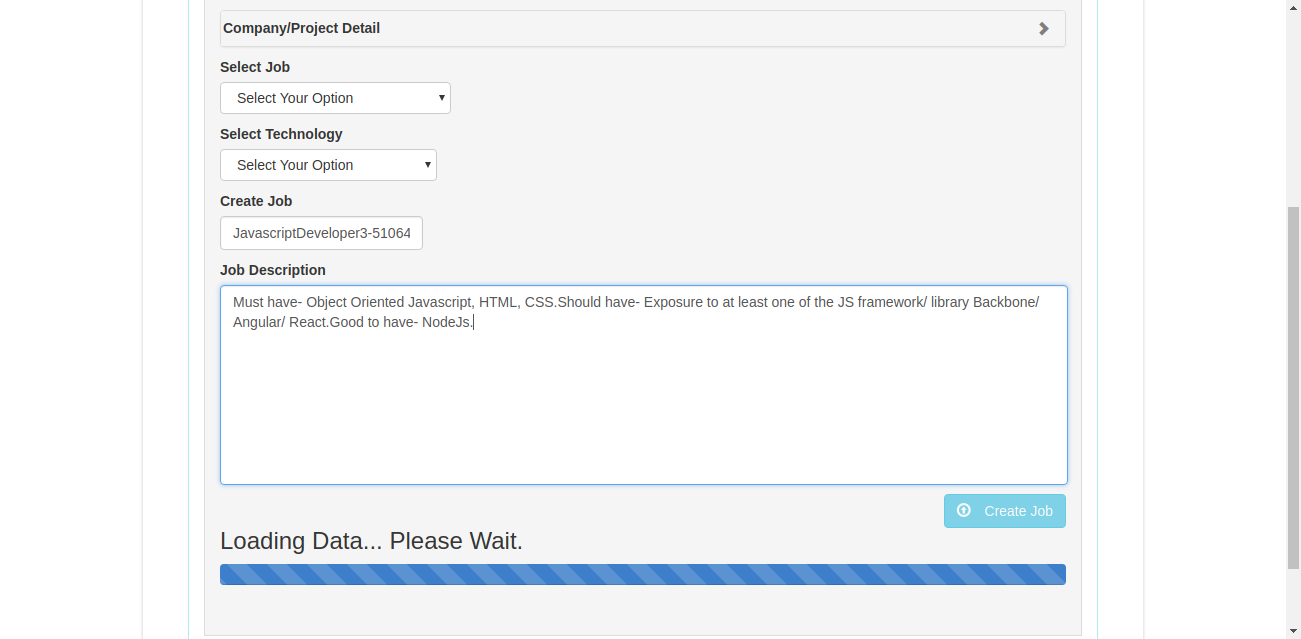 Company/Project Detail
Select Job
Select Your Option
Select Technology
Select Your Option
Create Job
JavascriptDeveloper3-51064
Job Description
Must have- Object Oriented Javascript, HTML, CSS.Should have- Exposure to at least one of the JS framework/ library Backbone/
Angular/ React.Good to have- NodeJs.
Create Job
Loading Data... Please Wait.